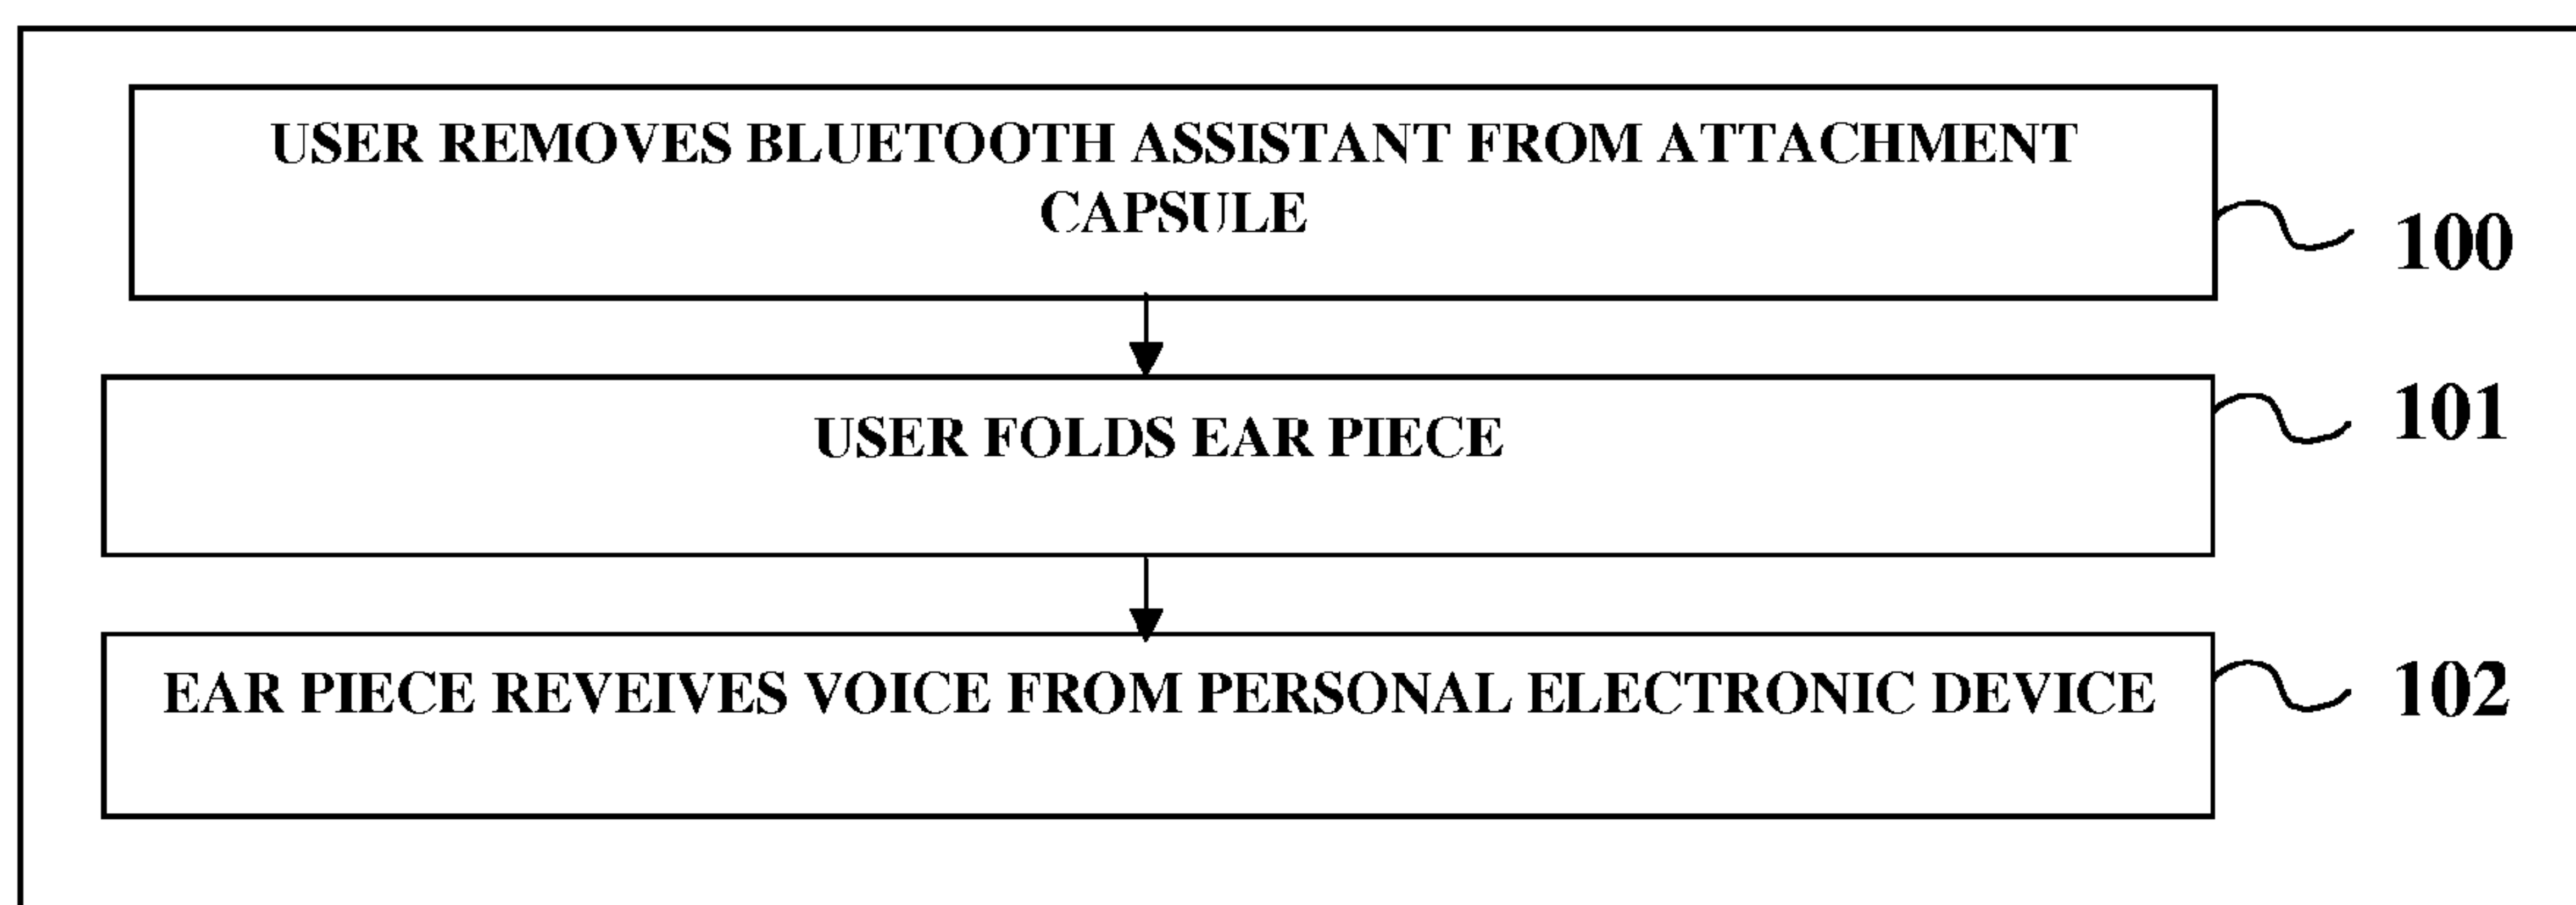 USER REMOVES BLUETOOTH ASSISTANT FROM ATTACHMENT
CAPSULE
100
USER FOLDS EAR PIECE
101
EAR PIECE REVEIVES VOICE FROM PERSONAL ELECTRONIC DEVICE
102